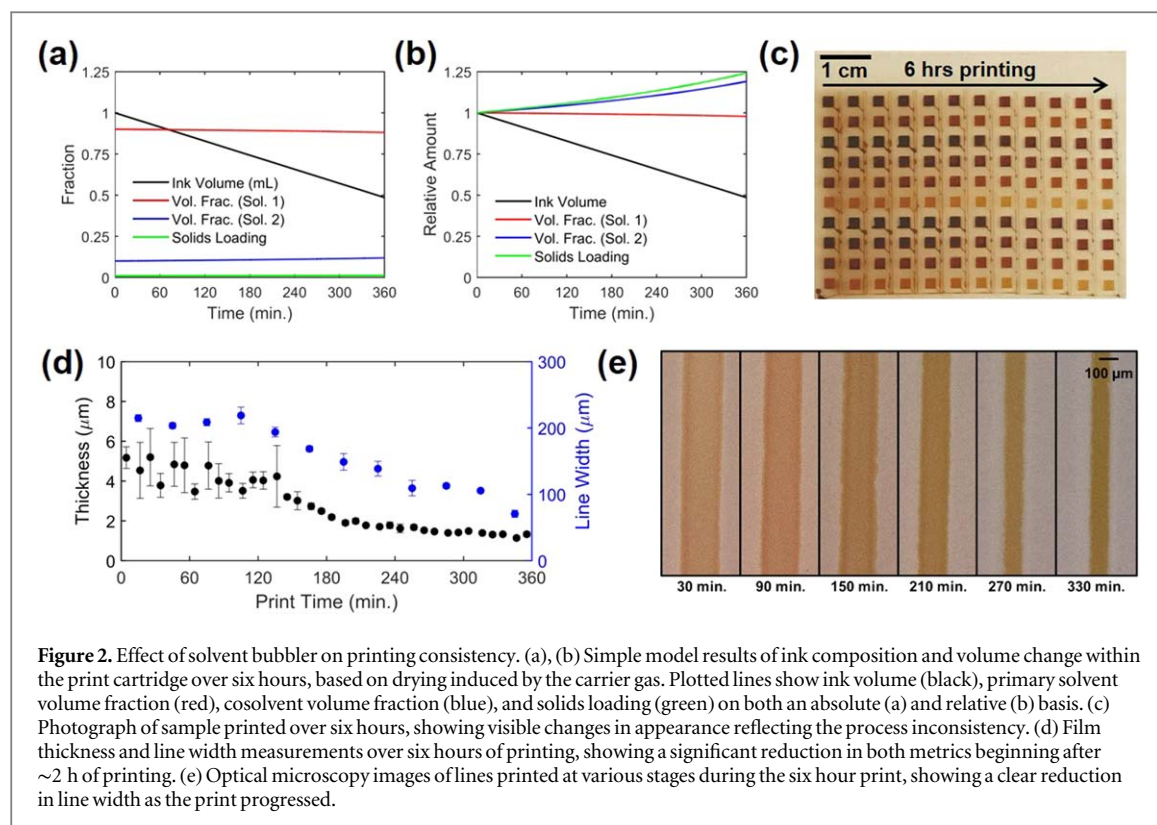 (a)
1.25
1
0.75
0.5
0.25
0
Fraction
Ink Volume (mL)
Vol. Frac. (Sol. 1)
Vol. Frac. (Sol. 2)
Solids Loading
0 60 120 180 240 300 360
Time (min.)
(b)
1.25
1
0.75
0.5
0.25
0
Relative Amount
Ink Volume
Vol. Frac. (Sol. 1)
Vol. Frac. (Sol. 2)
Solids Loading
0 60 120 180 240 300 360
Time (min.)
(c)
1 cm
6 hrs printing
(d)
10
8
6
4
2
0
Thickness (μm)
300
200
100
0
Line Width (μm)
0 60 120 180 240 300 360
Print Time (min.)
(e)
100 μm
30 min. 90 min. 150 min. 210 min. 270 min. 330 min.
Figure 2. Effect of solvent bubbler on printing consistency. (a), (b) Simple model results of ink composition and volume change within
the print cartridge over six hours, based on drying induced by the carrier gas. Plotted lines show ink volume (black), primary solvent
volume fraction (red), cosolvent volume fraction (blue), and solids loading (green) on both an absolute (a) and relative (b) basis. (c)
Photograph of sample printed over six hours, showing visible changes in appearance reflecting the process inconsistency. (d) Film
thickness and line width measurements over six hours of printing, showing a significant reduction in both metrics beginning after
~2 h of printing. (e) Optical microscopy images of lines printed at various stages during the six hour print, showing a clear reduction
in line width as the print progressed.